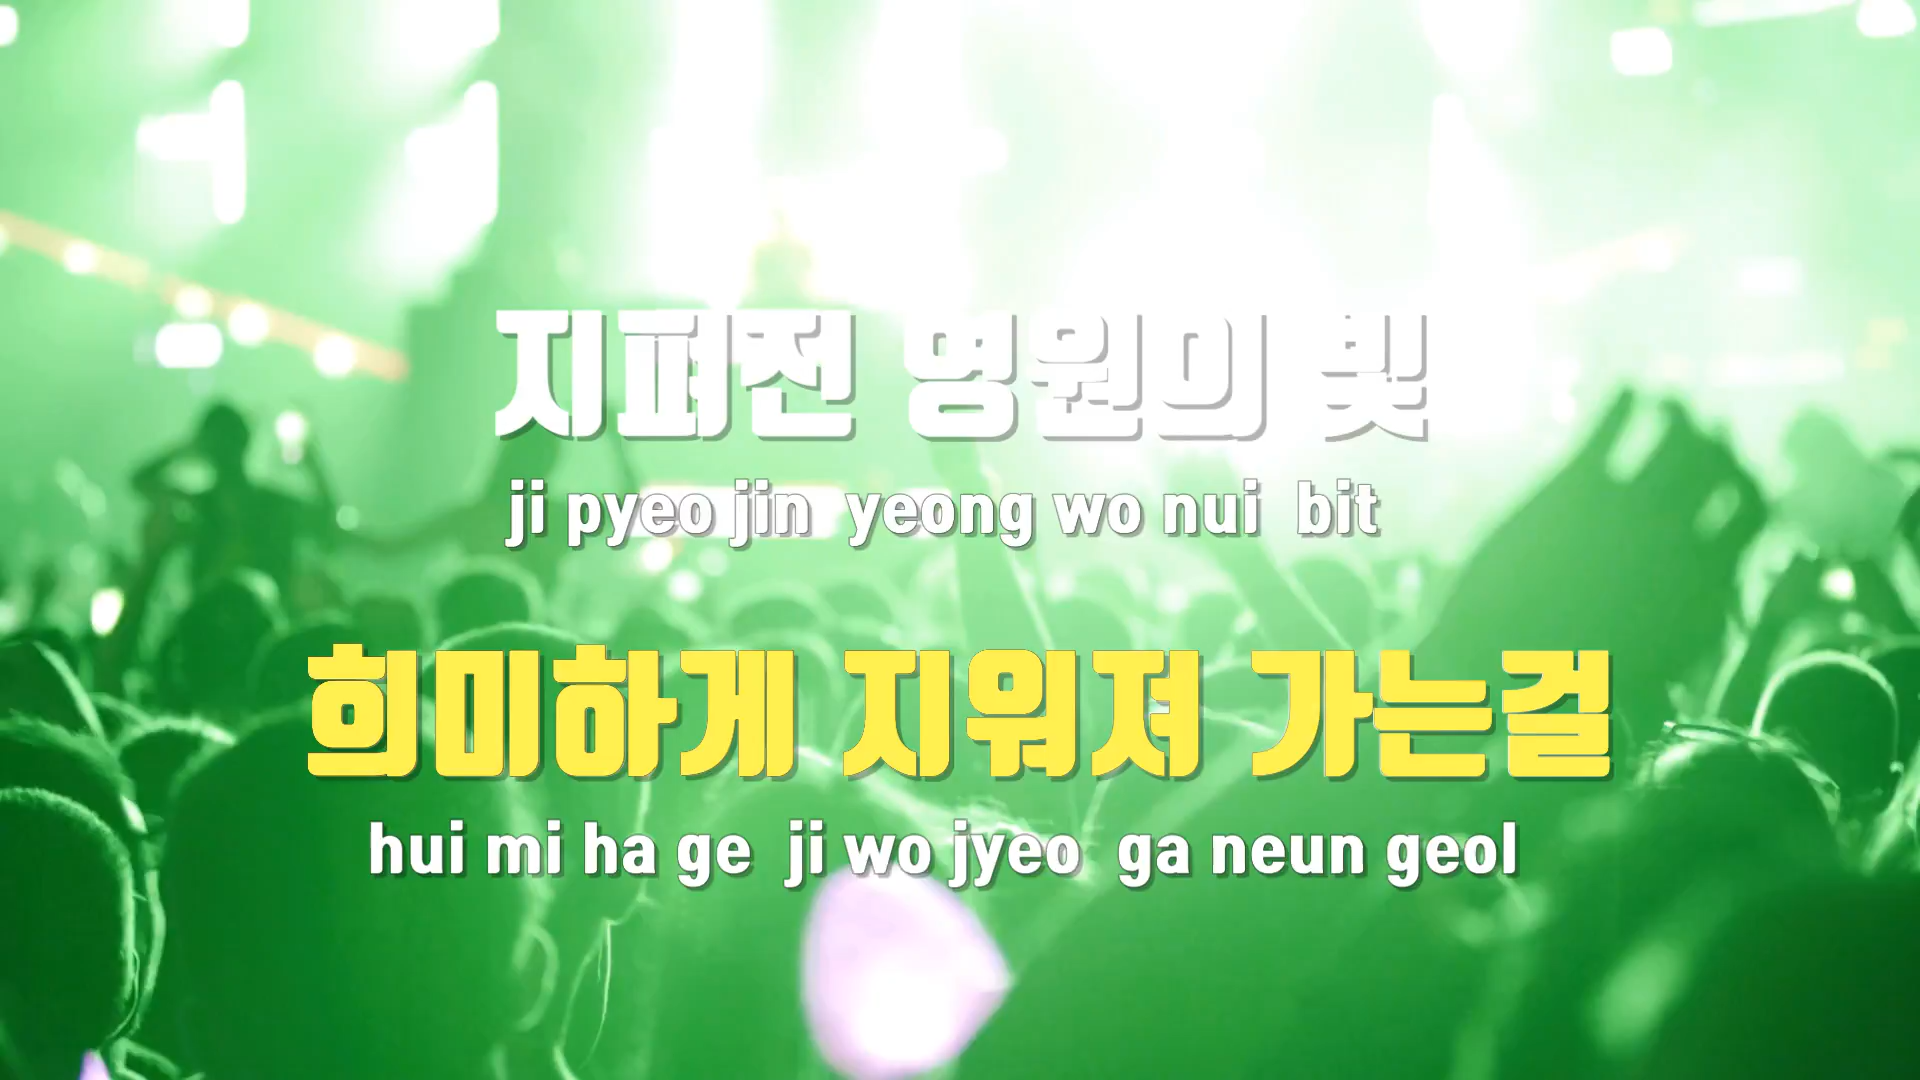 지펴진 영원의 빛
ji pyeo jin yeong wo nui bit
희미하게 지워져 가는걸
hui mi ha ge ji wo jyeo ga neun geol